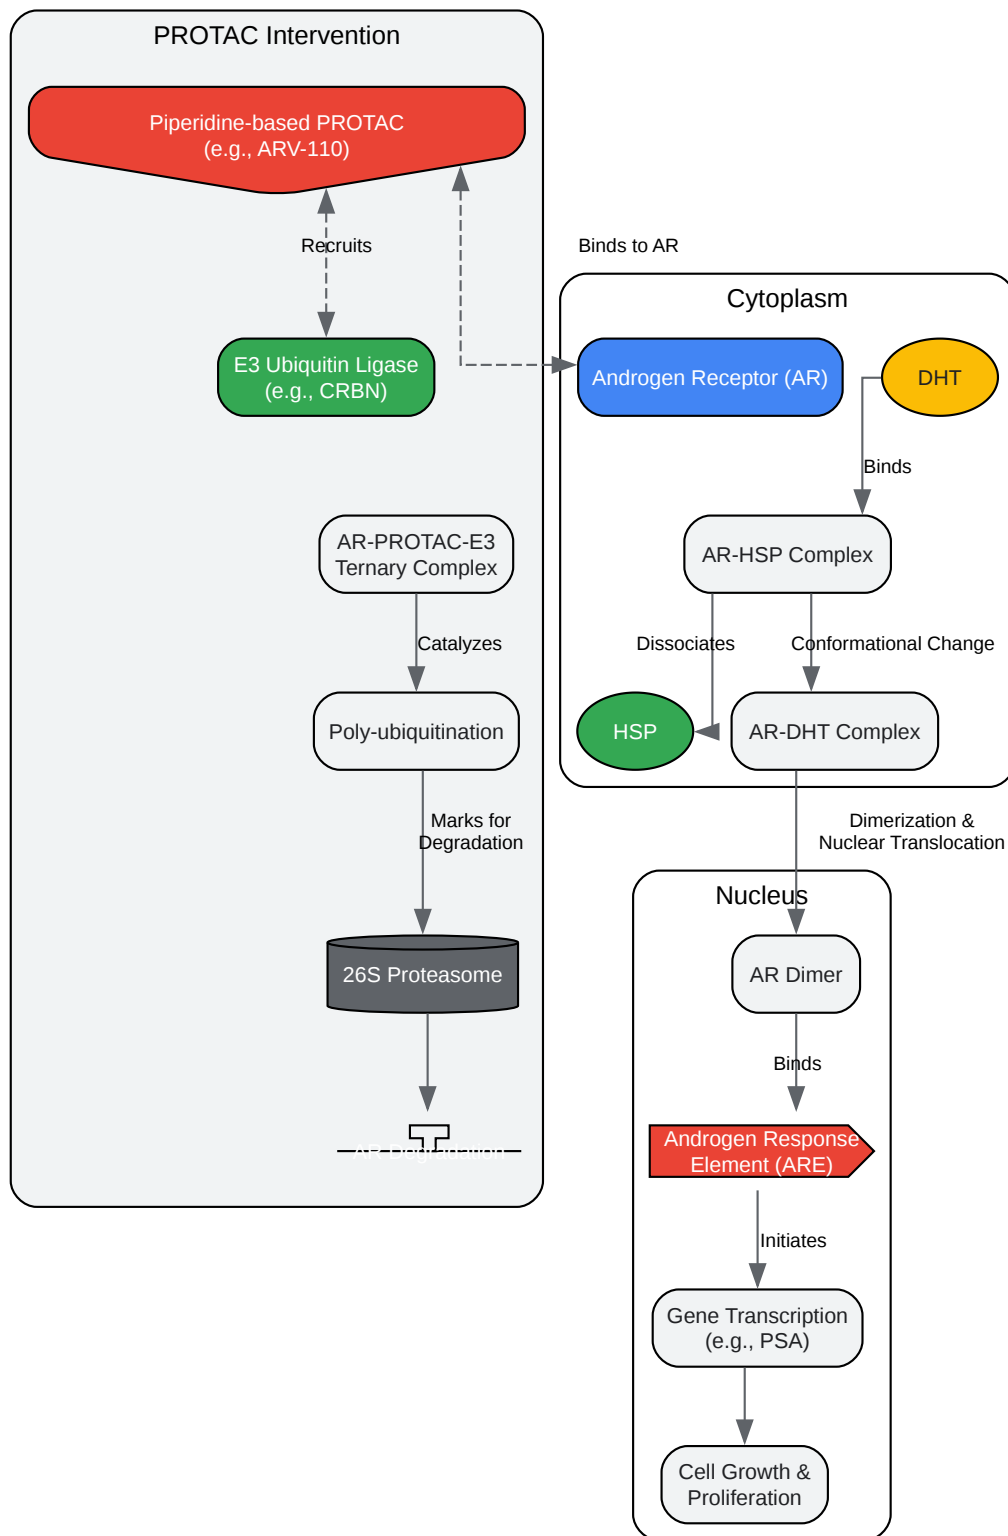 PROTAC Intervention
Piperidine-based PROTAC
(e.g., ARV-110)
Recruits
Binds to AR
E3 Ubiquitin Ligase
(e.g., CRBN)
Cytoplasm
Androgen Receptor (AR)
DHT
Binds
AR-PROTAC-E3
Ternary Complex
AR-HSP Complex
Catalyzes
Dissociates
Conformational Change
Poly-ubiquitination
HSP
AR-DHT Complex
Marks for
Degradation
Dimerization &
Nuclear Translocation
Nucleus
26S Proteasome
AR Dimer
Binds
AR Degradation
Androgen Response
Element (ARE)
Initiates
Gene Transcription
(e.g., PSA)
Cell Growth &
Proliferation